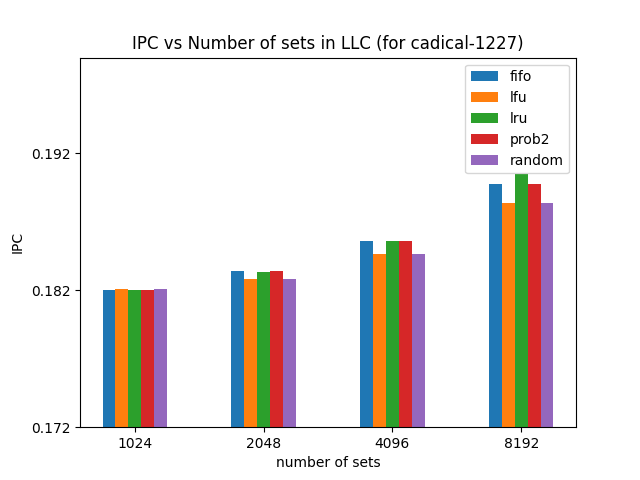 IPC vs Number of sets in LLC (for cadical-1227)
fifo
lfu
lru
prob2
random
0.192
0.182
0.172
IPC
1024 2048 4096 8192
number of sets